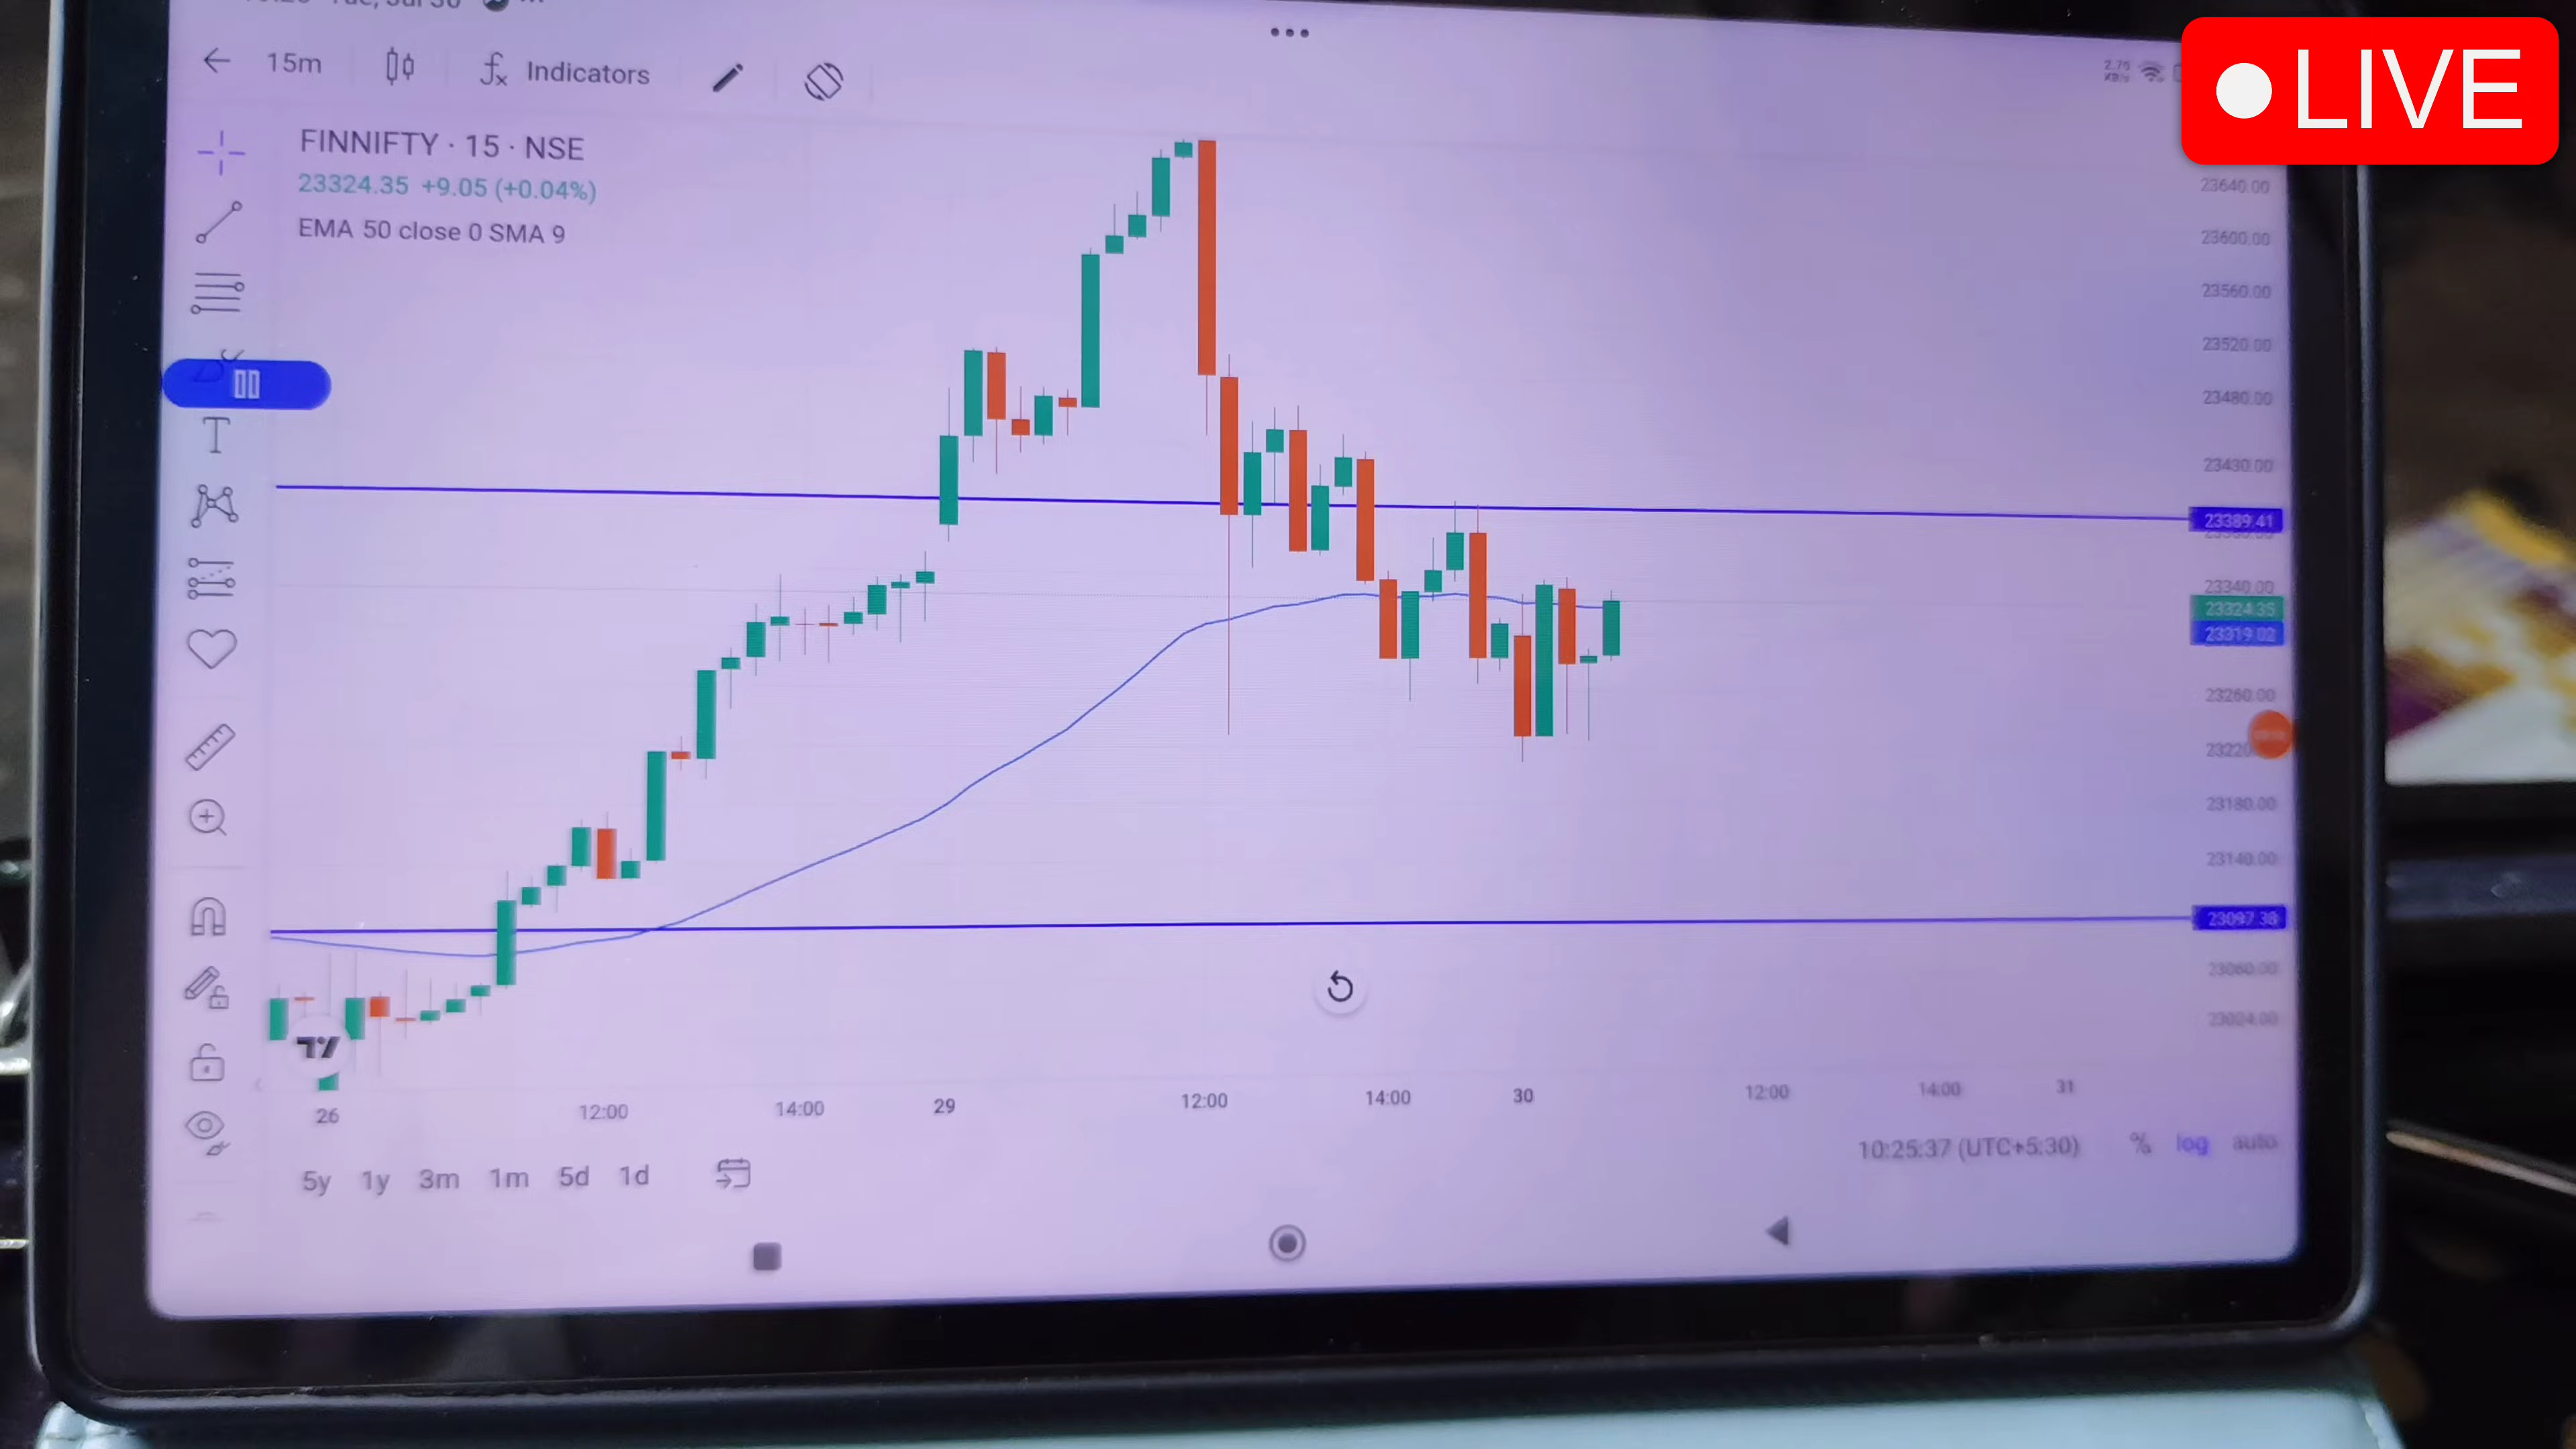 LIVE
15m
Indicators
2.75
KB/s
FINNIFTY · 15 · NSE
23324.35 +9.05 (+0.04%)
EMA 50 close 0 SMA 9
T
23640.00
23600.00
23560.00
23520.00
23480.00
23430.00
23389.41
23340.00
23324.35
23319.02
23260.00
23220
23180.00
23140.00
23097.38
23060.00
23024.00
26 12:00 14:00 29 12:00 14:00 30 12:00 14:00 31
10:25:37 (UTC+5:30) % log auto
5y 1y 3m 1m 5d 1d